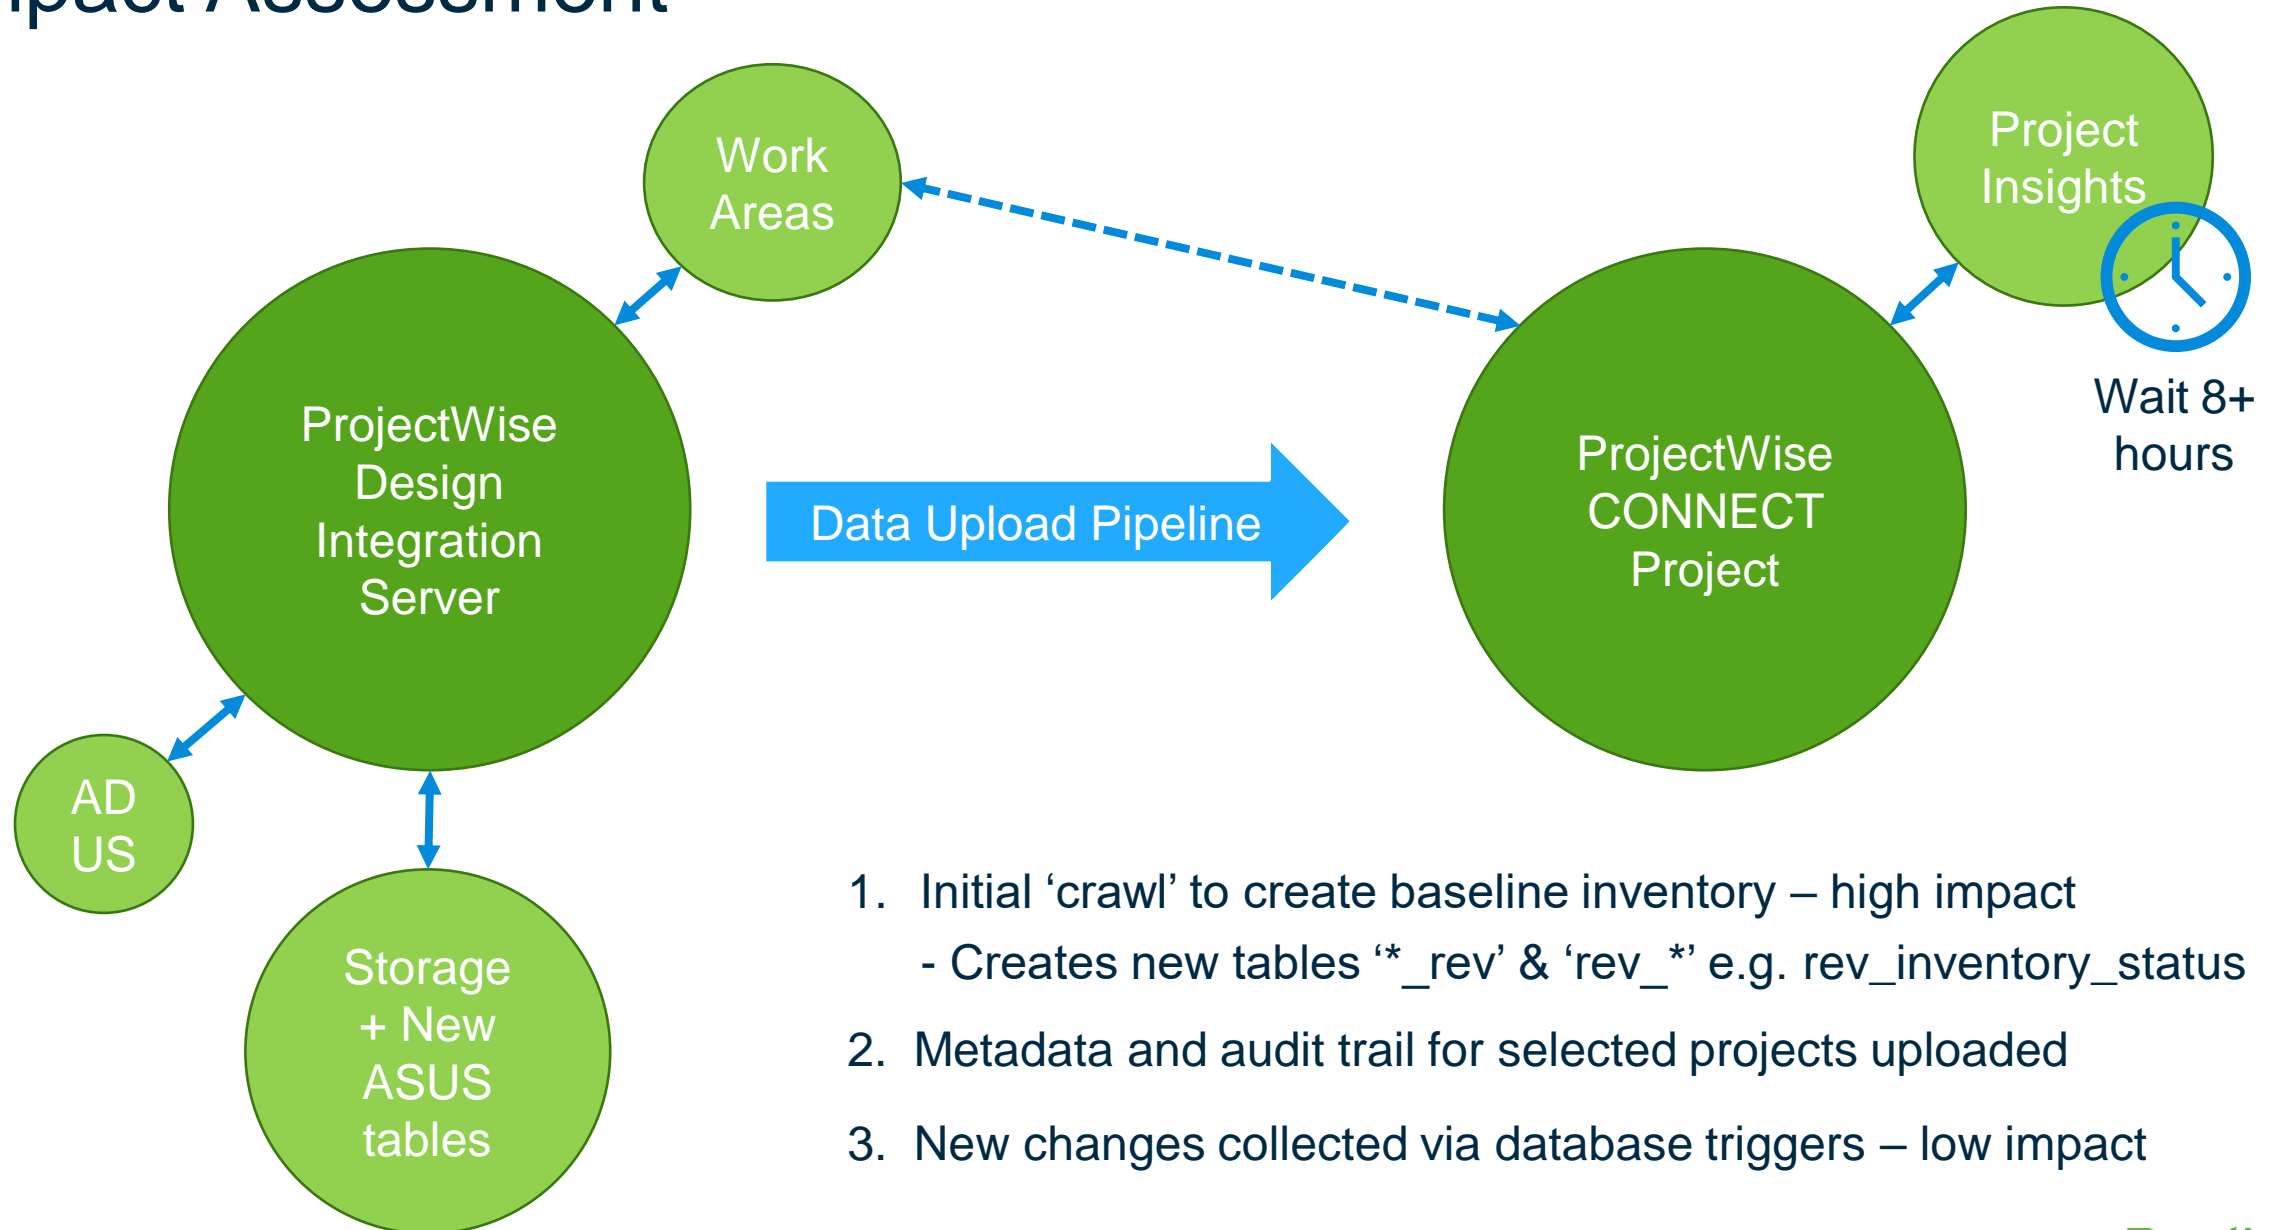 Assessment
Work
Areas
Project
Insights
Wait 8+
hours
ProjectWise
Design
Integration
Server
Data Upload Pipeline
ProjectWise
CONNECT
Project
AD
US
Storage
+ New
ASUS
tables
1. Initial ‘crawl’ to create baseline inventory – high impact
- Creates new tables ‘*_rev’ & ‘rev_*’ e.g. rev_inventory_status
2. Metadata and audit trail for selected projects uploaded
3. New changes collected via database triggers – low impact